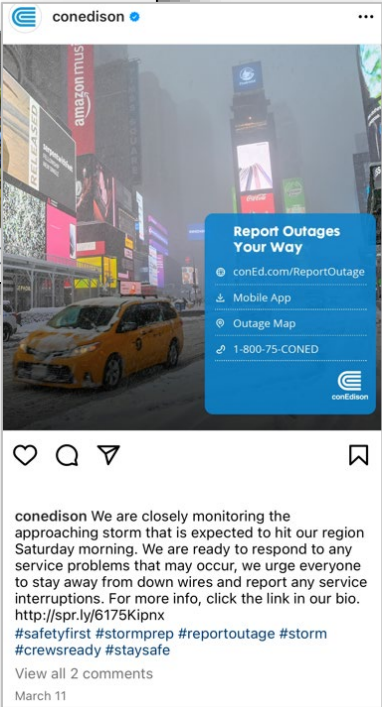 conedison
amazon music
RELEASED
Coca-Cola
Report Outages
Your Way
conEd.com/ReportOutage
Mobile App
Outage Map
1-800-75-CONED
conEdison
conedison We are closely monitoring the
approaching storm that is expected to hit our region
Saturday morning. We are ready to respond to any
service problems that may occur, we urge everyone
to stay away from down wires and report any service
interruptions. For more info, click the link in our bio.
http://spr.ly/6175Kipnx
#safetyfirst #stormprep #reportoutage #storm
#crewsready #staysafe
View all 2 comments
March 11